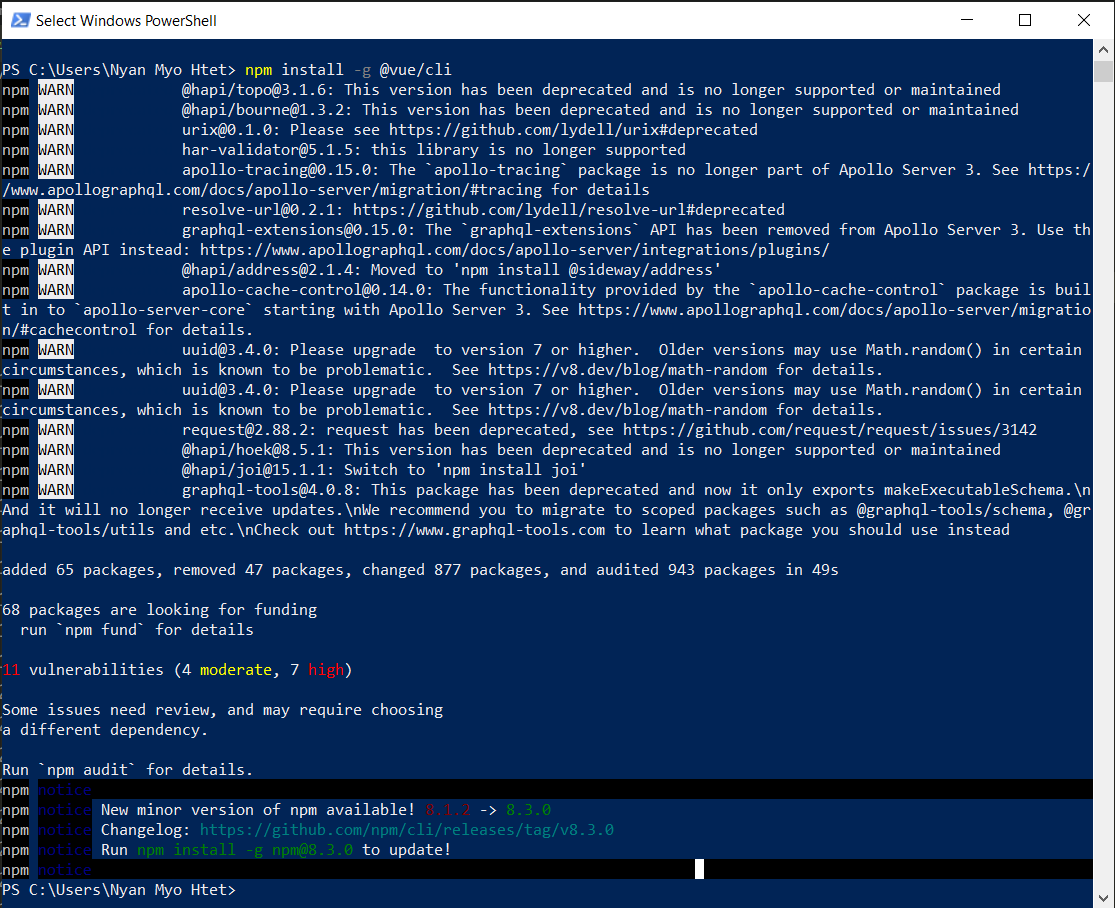 Select Windows PowerShell
PS C:\Users\Nyan Myo Htet> npm install -g @vue/cli
npm WARN @hapi/topo@3.1.6: This version has been deprecated and is no longer supported or maintained
npm WARN @hapi/bourne@1.3.2: This version has been deprecated and is no longer supported or maintained
npm WARN urix@0.1.0: Please see https://github.com/lydell/urix#deprecated
npm WARN har-validator@5.1.5: this library is no longer supported
npm WARN apollo-tracing@0.15.0: The `apollo-tracing` package is no longer part of Apollo Server 3. See https:/
/www.apollographql.com/docs/apollo-server/migration/#tracing for details
npm WARN resolve-url@0.2.1: https://github.com/lydell/resolve-url#deprecated
npm WARN graphql-extensions@0.15.0: The `graphql-extensions` API has been removed from Apollo Server 3. Use th
e plugin API instead: https://www.apollographql.com/docs/apollo-server/integrations/plugins/
npm WARN @hapi/address@2.1.4: Moved to 'npm install @sideway/address'
npm WARN apollo-cache-control@0.14.0: The functionality provided by the `apollo-cache-control` package is buil
t in to `apollo-server-core` starting with Apollo Server 3. See https://www.apollographql.com/docs/apollo-server/migratio
n/#cachecontrol for details.
npm WARN uuid@3.4.0: Please upgrade  to version 7 or higher.  Older versions may use Math.random() in certain
circumstances, which is known to be problematic.  See https://v8.dev/blog/math-random for details.
npm WARN uuid@3.4.0: Please upgrade  to version 7 or higher.  Older versions may use Math.random() in certain
circumstances, which is known to be problematic.  See https://v8.dev/blog/math-random for details.
npm WARN request@2.88.2: request has been deprecated, see https://github.com/request/request/issues/3142
npm WARN @hapi/hoek@8.5.1: This version has been deprecated and is no longer supported or maintained
npm WARN @hapi/joi@15.1.1: Switch to 'npm install joi'
npm WARN graphql-tools@4.0.8: This package has been deprecated and now it only exports makeExecutableSchema.\n
And it will no longer receive updates.\nWe recommend you to migrate to scoped packages such as @graphql-tools/schema, @gr
aphql-tools/utils and etc.\nCheck out https://www.graphql-tools.com to learn what package you should use instead
added 65 packages, removed 47 packages, changed 877 packages, and audited 943 packages in 49s
68 packages are looking for funding
run `npm fund` for details
11 vulnerabilities (4 moderate, 7 high)
Some issues need review, and may require choosing
a different dependency.
Run `npm audit` for details.
npm notice
npm notice New minor version of npm available! 8.1.2 -> 8.3.0
npm notice Changelog: https://github.com/npm/cli/releases/tag/v8.3.0
npm notice Run npm install -g npm@8.3.0 to update!
npm notice
PS C:\Users\Nyan Myo Htet>